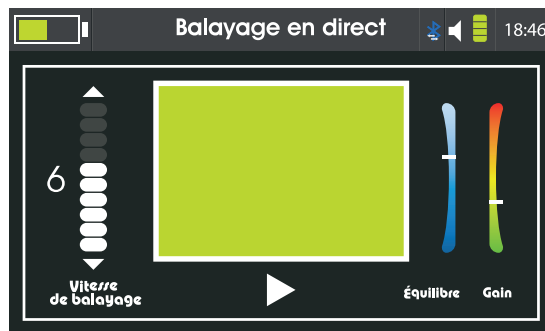 Balayage en direct
18:46
6
Vitesse
de balayage
Équilibre
Gain